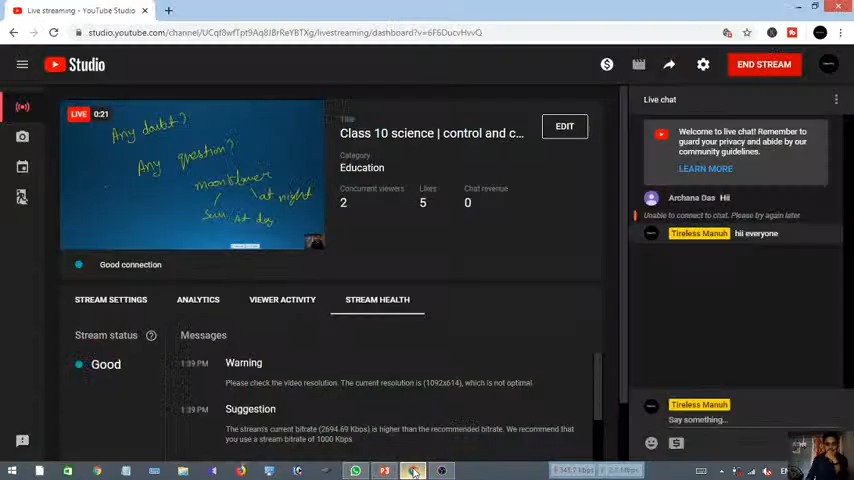 Live streaming - YouTube Studio
studio.youtube.com/channel/UCqf8wfTpt9Aq8JBrReYBTXg/livestreaming/dashboard?v=6F6DucvHvvQ
Studio
END STREAM
LIVE 0:21
Any doubt?
Any question?
moonflower
at night
Title
Class 10 science | control and c...
EDIT
Category
Education
Concurrent viewers
Likes
Chat revenue
2
5
0
Good connection
STREAM SETTINGS
ANALYTICS
VIEWER ACTIVITY
STREAM HEALTH
Stream status
Good
Messages
1:39 PM Warning
Please check the video resolution. The current resolution is (1092x614), which is not optimal.
1:39 PM Suggestion
The stream's current bitrate (2694.69 Kbps) is higher than the recommended bitrate. We recommend that
you use a stream bitrate of 1000 Kbps
Live chat
Welcome to live chat! Remember to
guard your privacy and abide by our
community guidelines.
LEARN MORE
Archana Das Hii
Unable to connect to chat. Please try again later
Tireless Manuh hii everyone
Tireless Manuh
Say something...